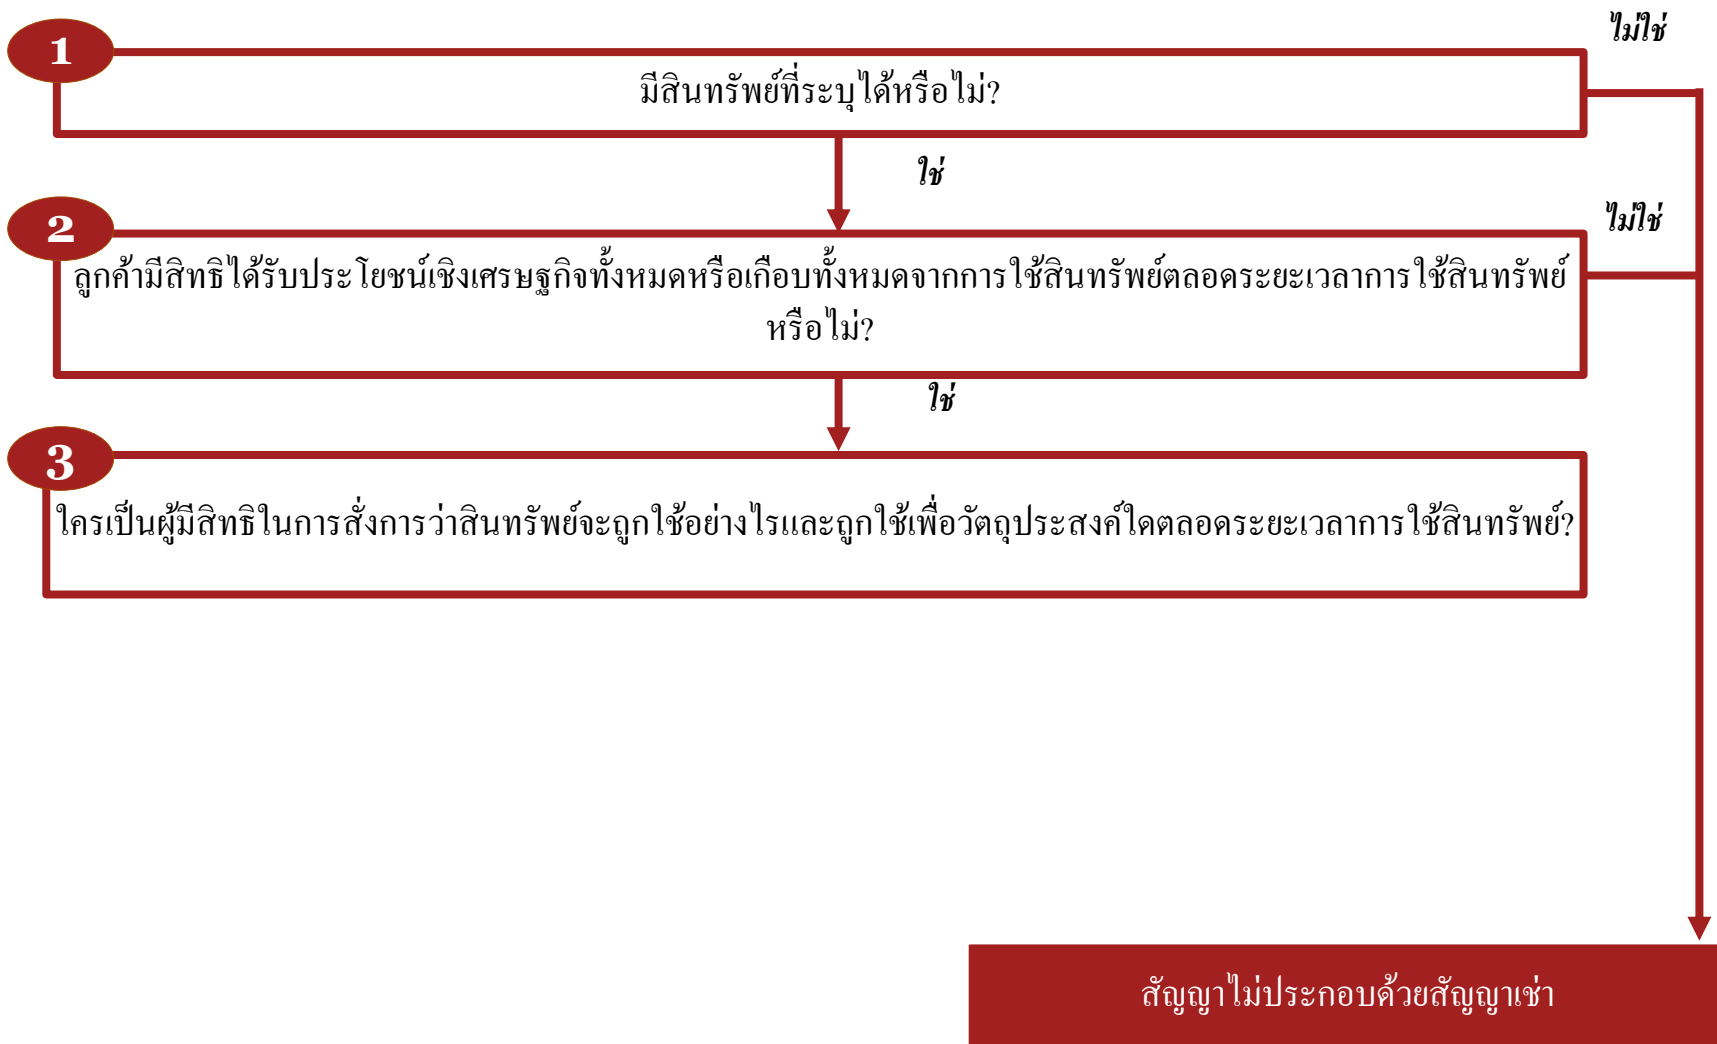 ไม่ใช่
1
มีสินทรัพย์ที่ระบุได้หรือไม่?
ใช่
2
ไม่ใช่
ลูกค้ามีสิทธิได้รับประโยชน์เชิงเศรษฐกิจทั้งหมดหรือเกือบทั้งหมดจากการใช้สินทรัพย์ตลอดระยะเวลาการใช้สินทรัพย์
หรือไม่?
ใช่
3
ใครเป็นผู้มีสิทธิในการสั่งการว่าสินทรัพย์จะถูกใช้อย่างไรและถูกใช้เพื่อวัตถุประสงค์ใดตลอดระยะเวลาการใช้สินทรัพย์?
สัญญาไม่ประกอบด้วยสัญญาเช่า